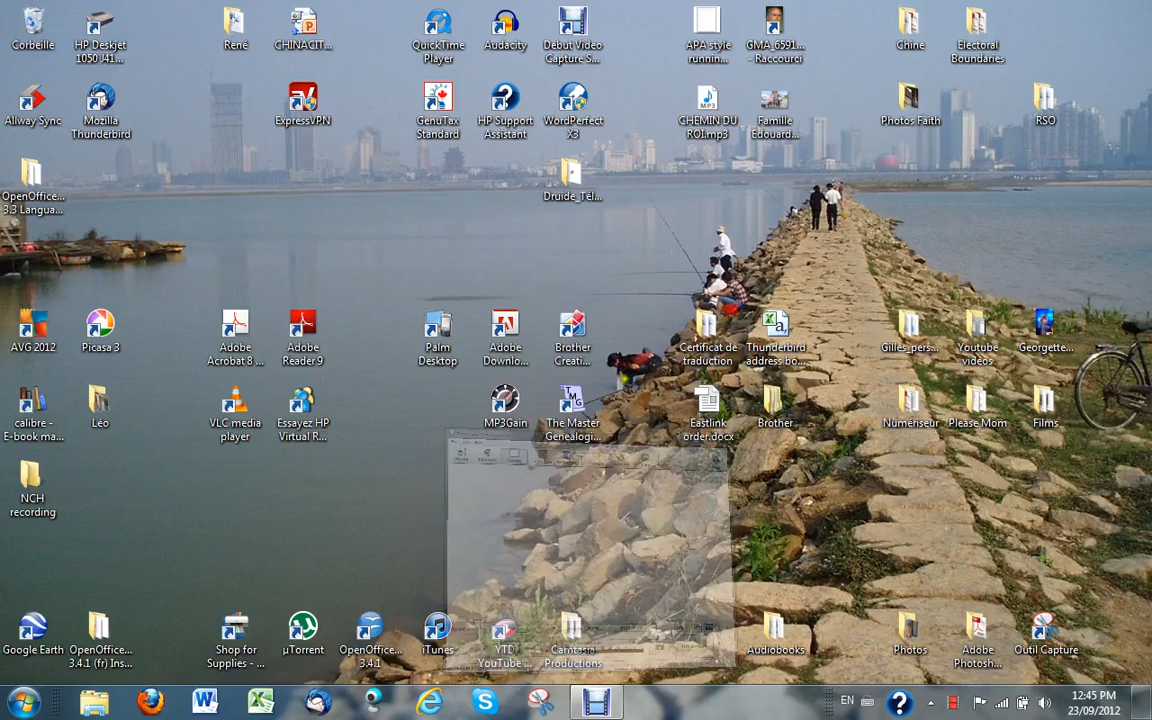 Corbeille
HP Deskjet
1050 J41...
René
CHINACIT...
QuickTime
Player
Audacity
Debut Video
Capture S...
APA style
runnin...
GMA_6591...
- Raccourci
Chine
Electoral
Boundaries
Allway Sync
Mozilla
Thunderbird
ExpressVPN
GenuTax
Standard
HP Support
Assistant
WordPerfect
X3
CHEMIN DU
ROI.mp3
Famille
Edouard...
Photos Faith
RSO
OpenOffice...
3.3 Langua...
Druide_Tél...
AVG 2012
Picasa 3
Adobe
Acrobat 8 ...
Adobe
Reader 9
Palm
Desktop
Adobe
Downlo...
Brother
Creati...
Certificat de
traduction
Thunderbird
address bo...
Gilles_pers...
Youtube
vidéos
Georgette...
calibre -
E-book ma...
Léo
VLC media
player
Essayez HP
Virtual R...
MP3Gain
The Master
Genealogi...
Eastlink
order.docx
Brother
Numériseur
Please Mom
Films
NCH
recording
Google Earth
OpenOffice...
3.4.1 (fr) Ins...
Shop for
Supplies - ...
µTorrent
OpenOffice...
3.4.1
iTunes
YTD
YouTube ...
Camtasia
Productions
Audiobooks
Photos
Adobe
Photosh...
Outil Capture
EN
12:45 PM
23/09/2012